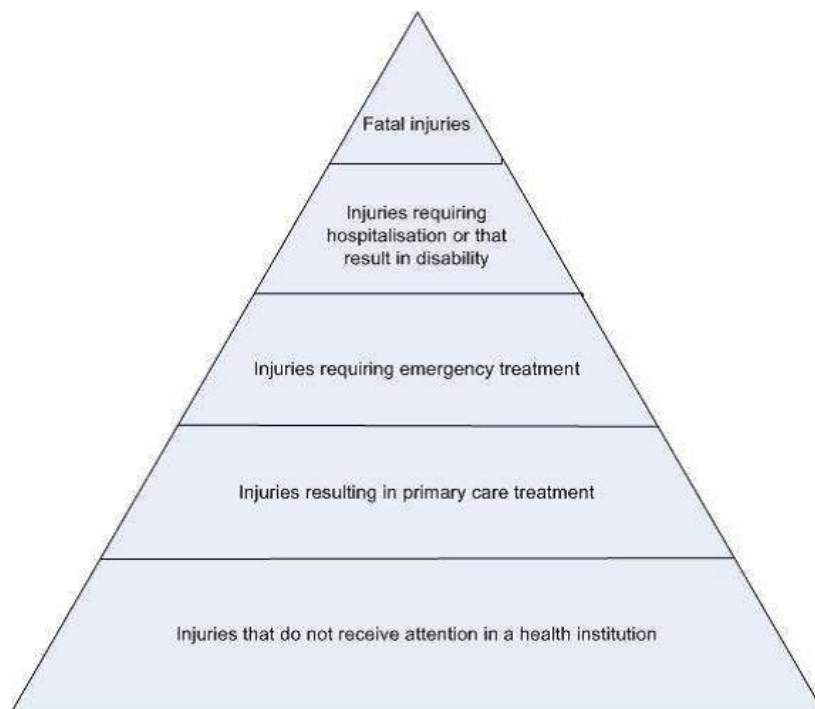 Fatal injuries
Injuries requiring
hospitalisation or that
result in disability
Injuries requiring emergency treatment
Injuries resulting in primary care treatment
Injuries that do not receive attention in a health institution